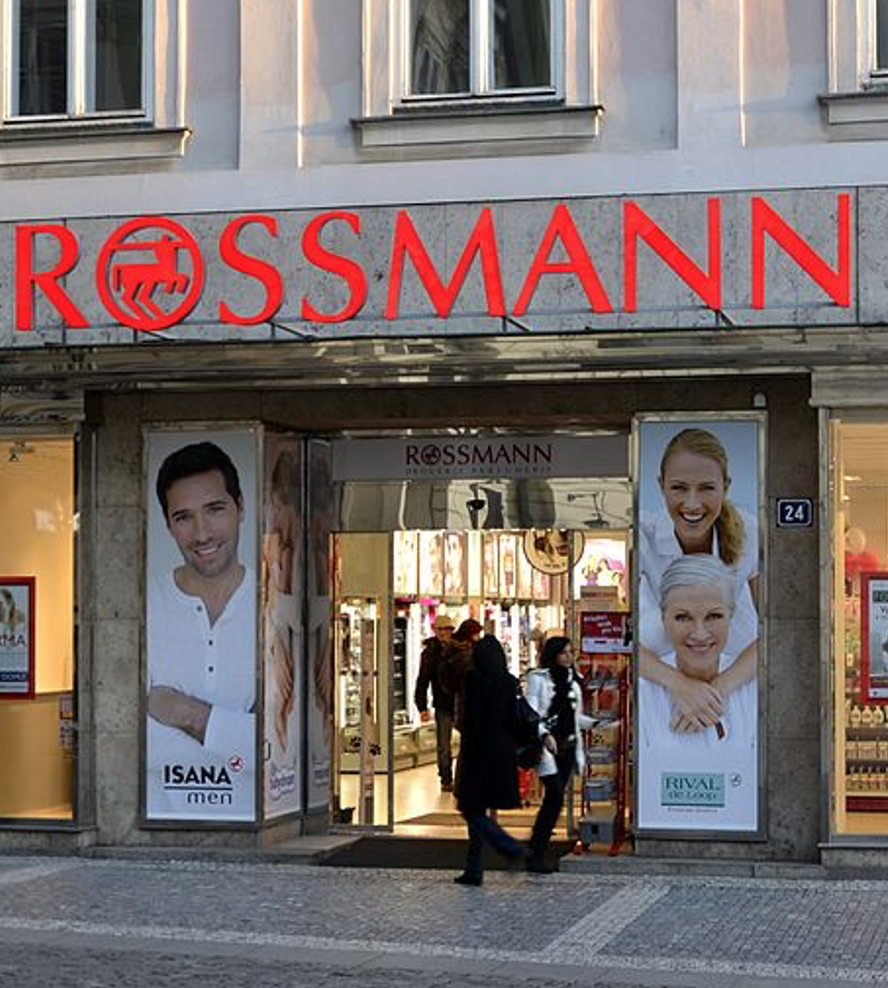 ROSSMANN
ROSSMANN
DROGERIE PARFUMERIE
24
ISANA
men
RIVAL
de Loop